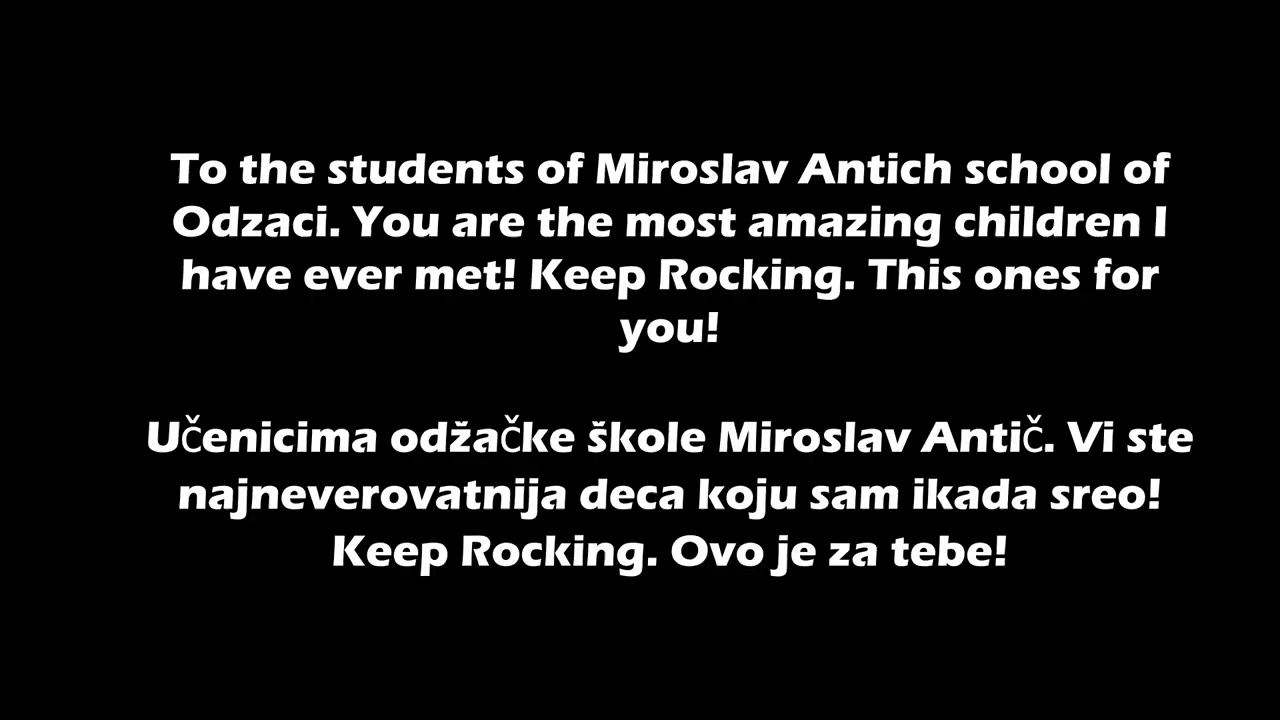 To the students of Miroslav Antich school of
Odzaci. You are the most amazing children I
have ever met! Keep Rocking. This ones for
you!
Učenicima odžačke škole Miroslav Antič. Vi ste
najneverovatnija deca koju sam ikada sreo!
Keep Rocking. Ovo je za tebe!